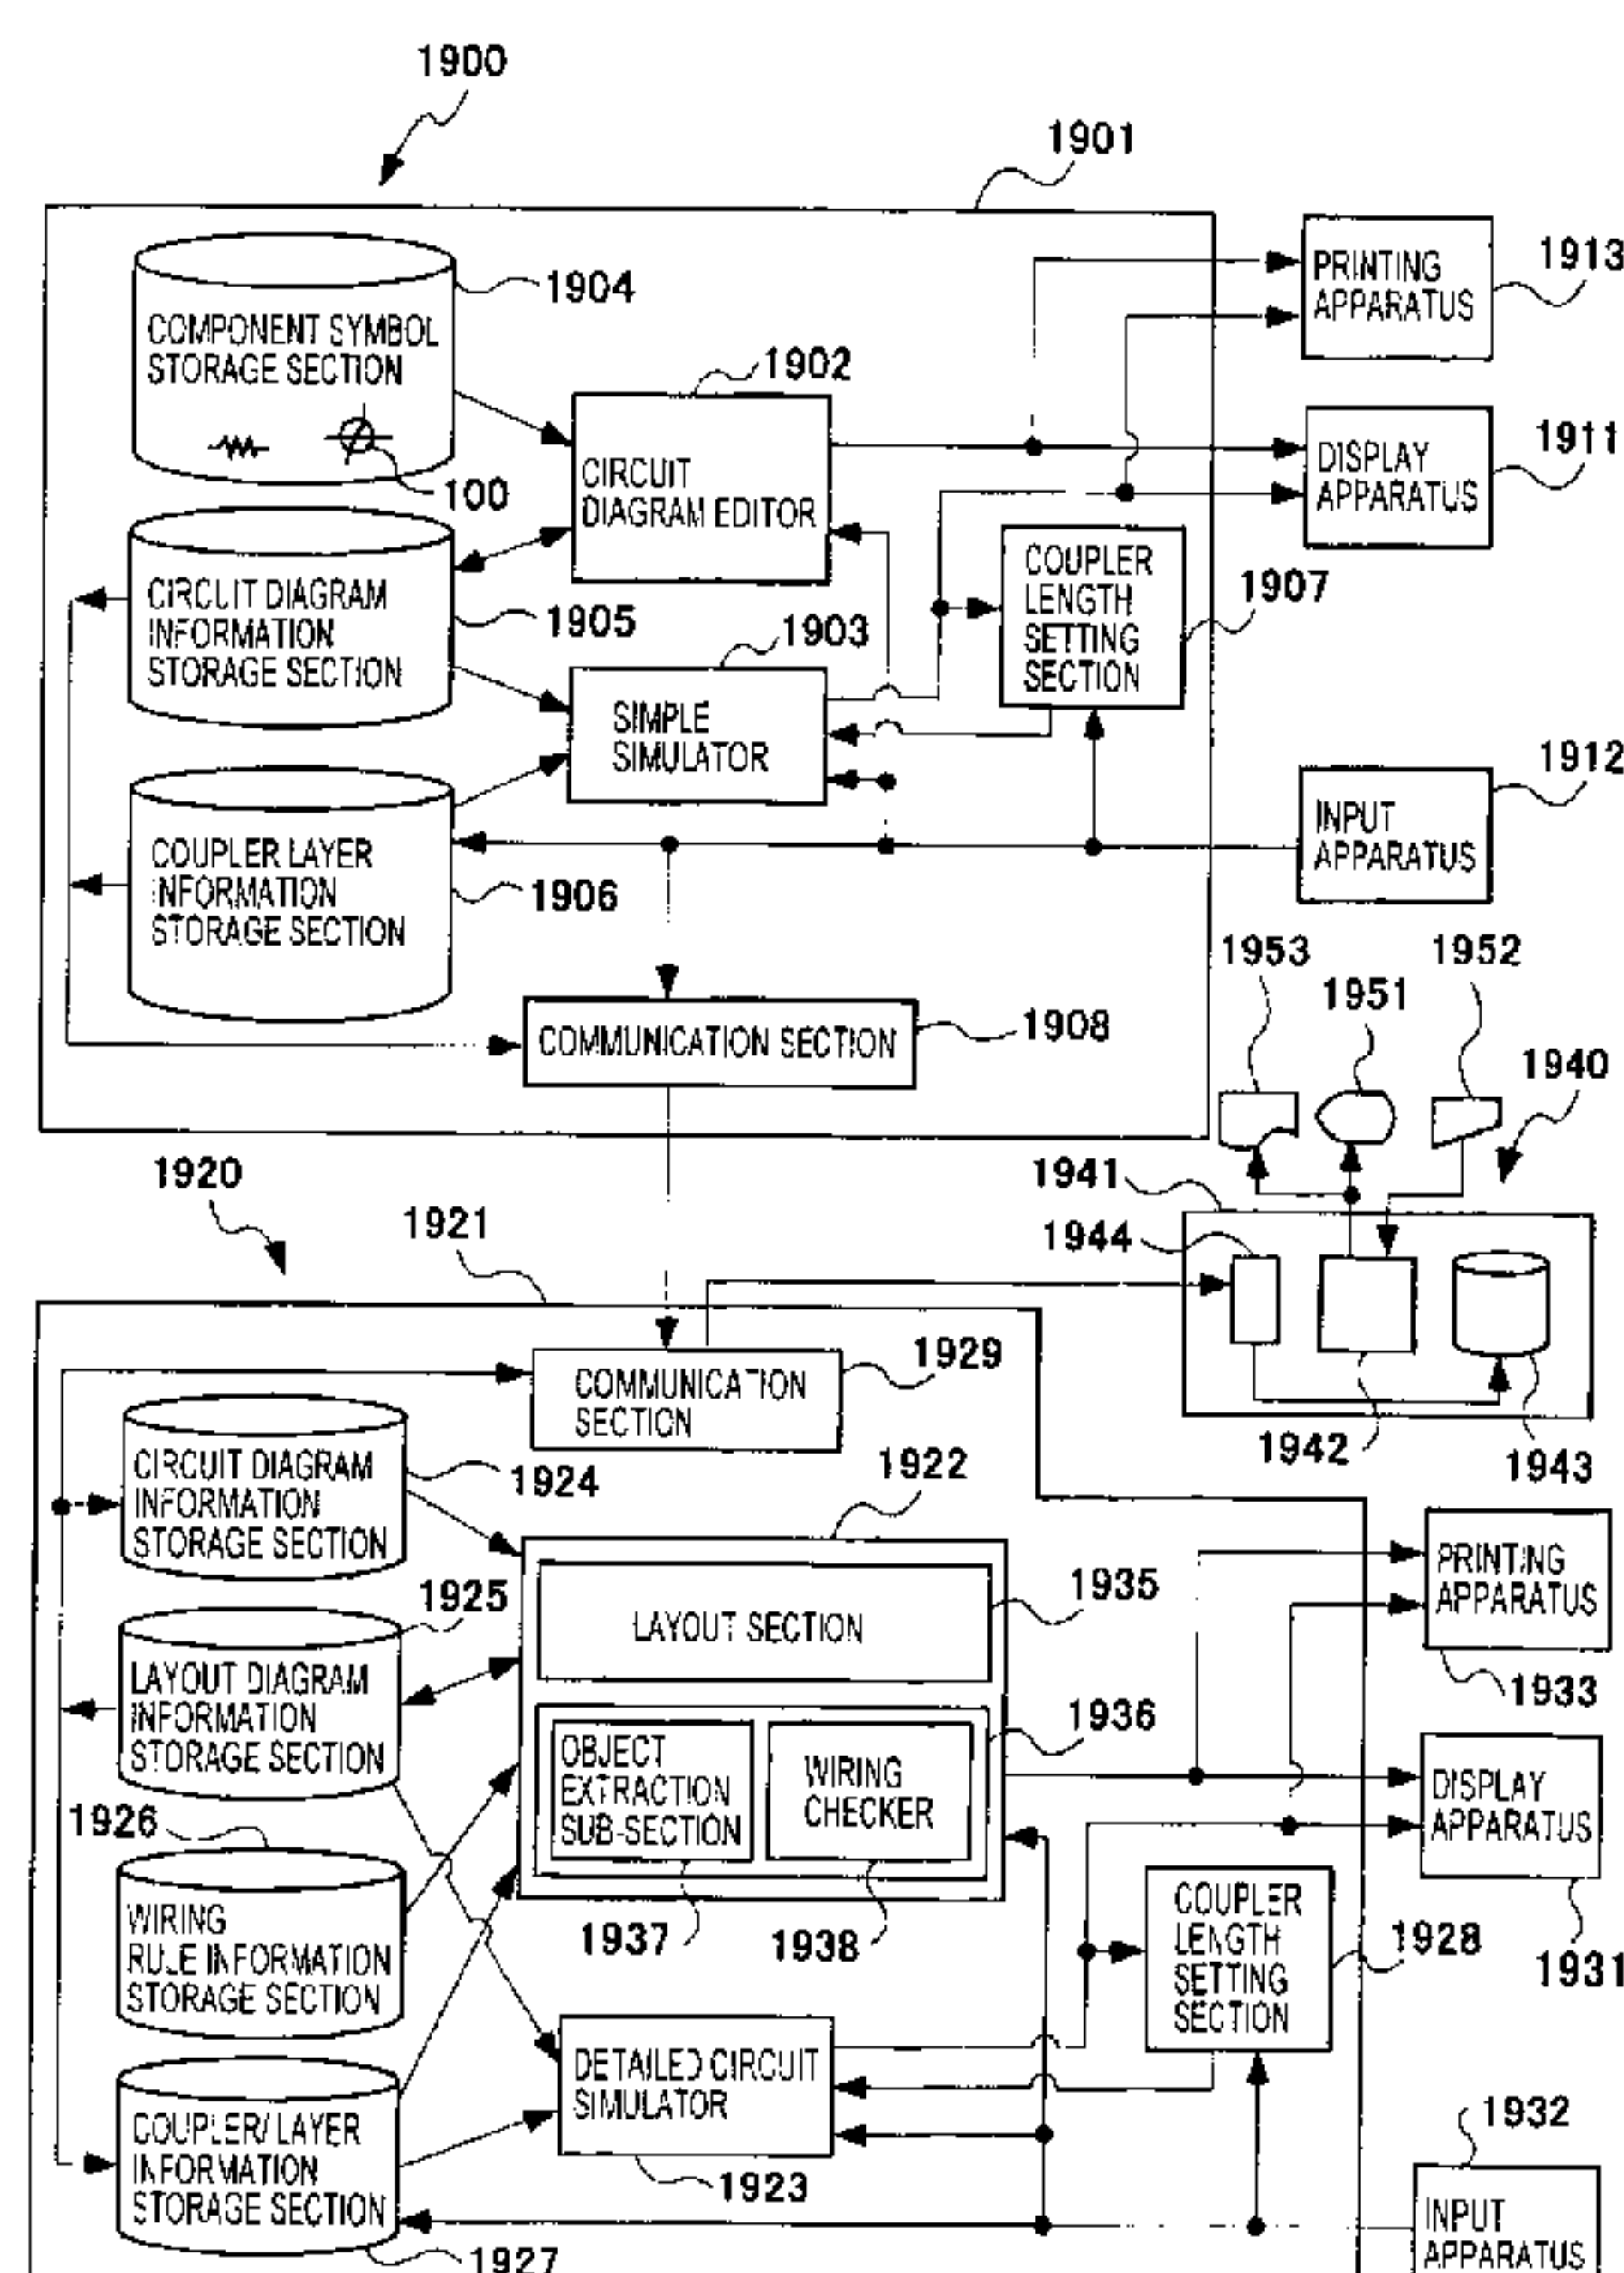 1900
1901
1904
COMPONENT SYMBOL
STORAGE SECTION
100
1902
CIRCUIT
DIAGRAM EDITOR
PRINTING
APPARATUS
1913
DISPLAY
APPARATUS
1911
CIRCUIT DIAGRAM
INFORMATION
STORAGE SECTION
1905
1903
SIMPLE
SIMULATOR
COUPLER
LENGTH
SETTING
SECTION
1907
COUPLER LAYER
INFORMATION
STORAGE SECTION
1906
INPUT
APPARATUS
1912
COMMUNICATION SECTION
1908
1953
1951
1952
1940
1941
1944
1942
1943
1920
1921
COMMUNICATION
SECTION
1929
CIRCUIT DIAGRAM
INFORMATION
STORAGE SECTION
1924
1922
LAYOUT SECTION
1935
1925
LAYOUT DIAGRAM
INFORMATION
STORAGE SECTION
1936
OBJECT
EXTRACTION
SUB-SECTION
WIRING
CHECKER
1937
1938
PRINTING
APPARATUS
1933
DISPLAY
APPARATUS
1931
1926
WIRING
RULE INFORMATION
STORAGE SECTION
COUPLER
LENGTH
SETTING
SECTION
1928
DETAILED CIRCUIT
SIMULATOR
1923
COUPLER/LAYER
INFORMATION
STORAGE SECTION
1927
1932
INPUT
APPARATUS